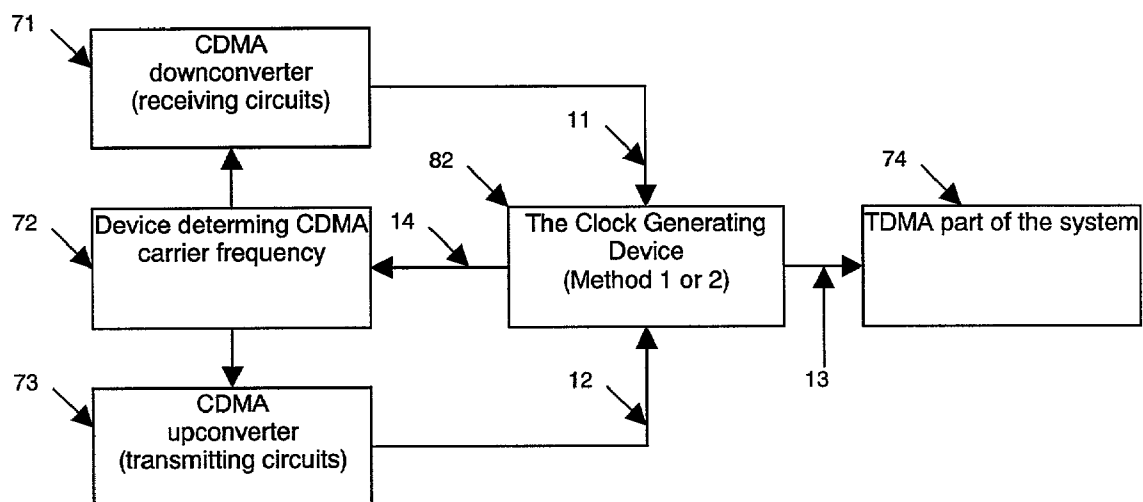 71
CDMA
downconverter
(receiving circuits)
11
82
74
72
Device determing CDMA
carrier frequency
14
The Clock Generating
Device
(Method 1 or 2)
TDMA part of the system
13
73
CDMA
upconverter
(transmitting circuits)
12